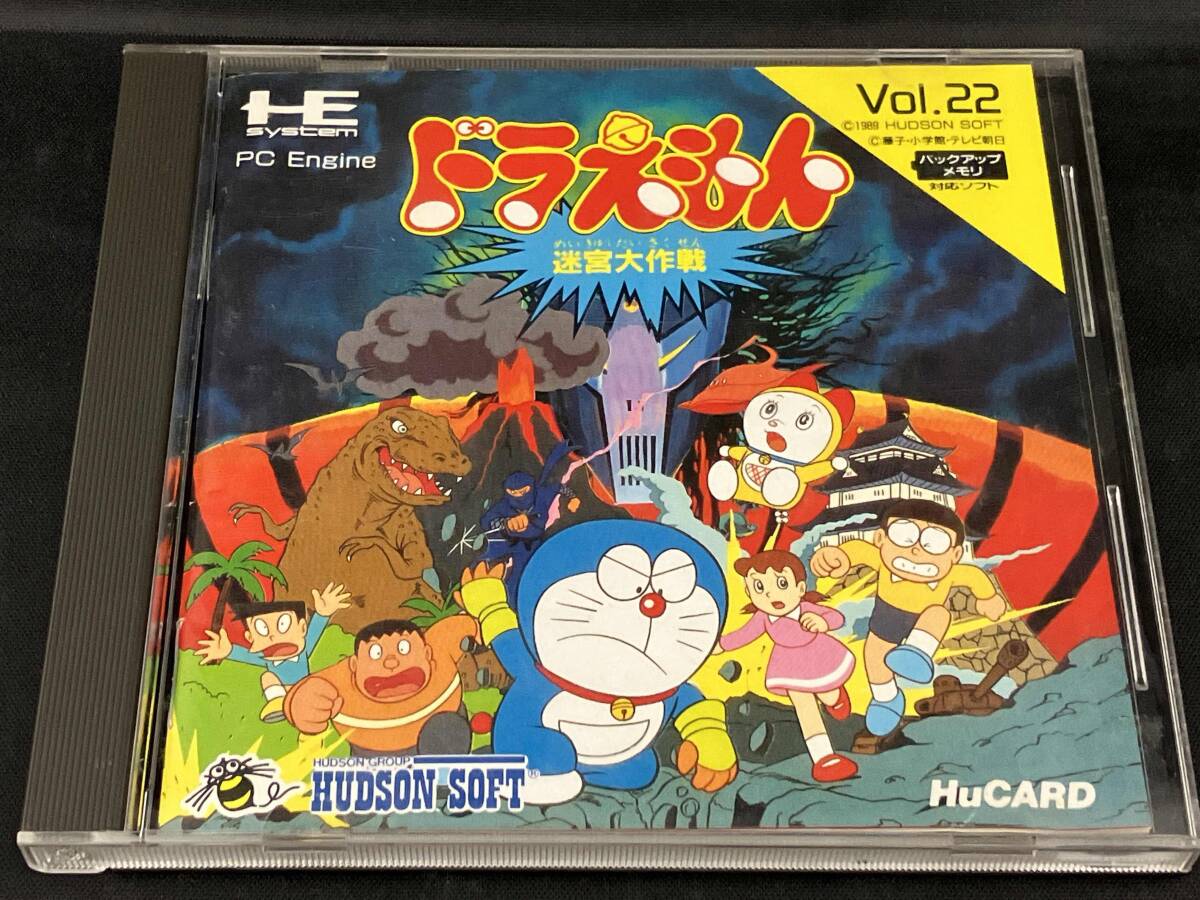 HE
system
PC Engine
ドラえもん
めいきゅうだいさくせん
迷宮大作戦
Vol.22
©1989 HUDSON SOFT
©藤子・小学館・テレビ朝日
バックアップ
メモリ
対応ソフト
HUDSON GROUP
HUDSON SOFT®
HuCARD